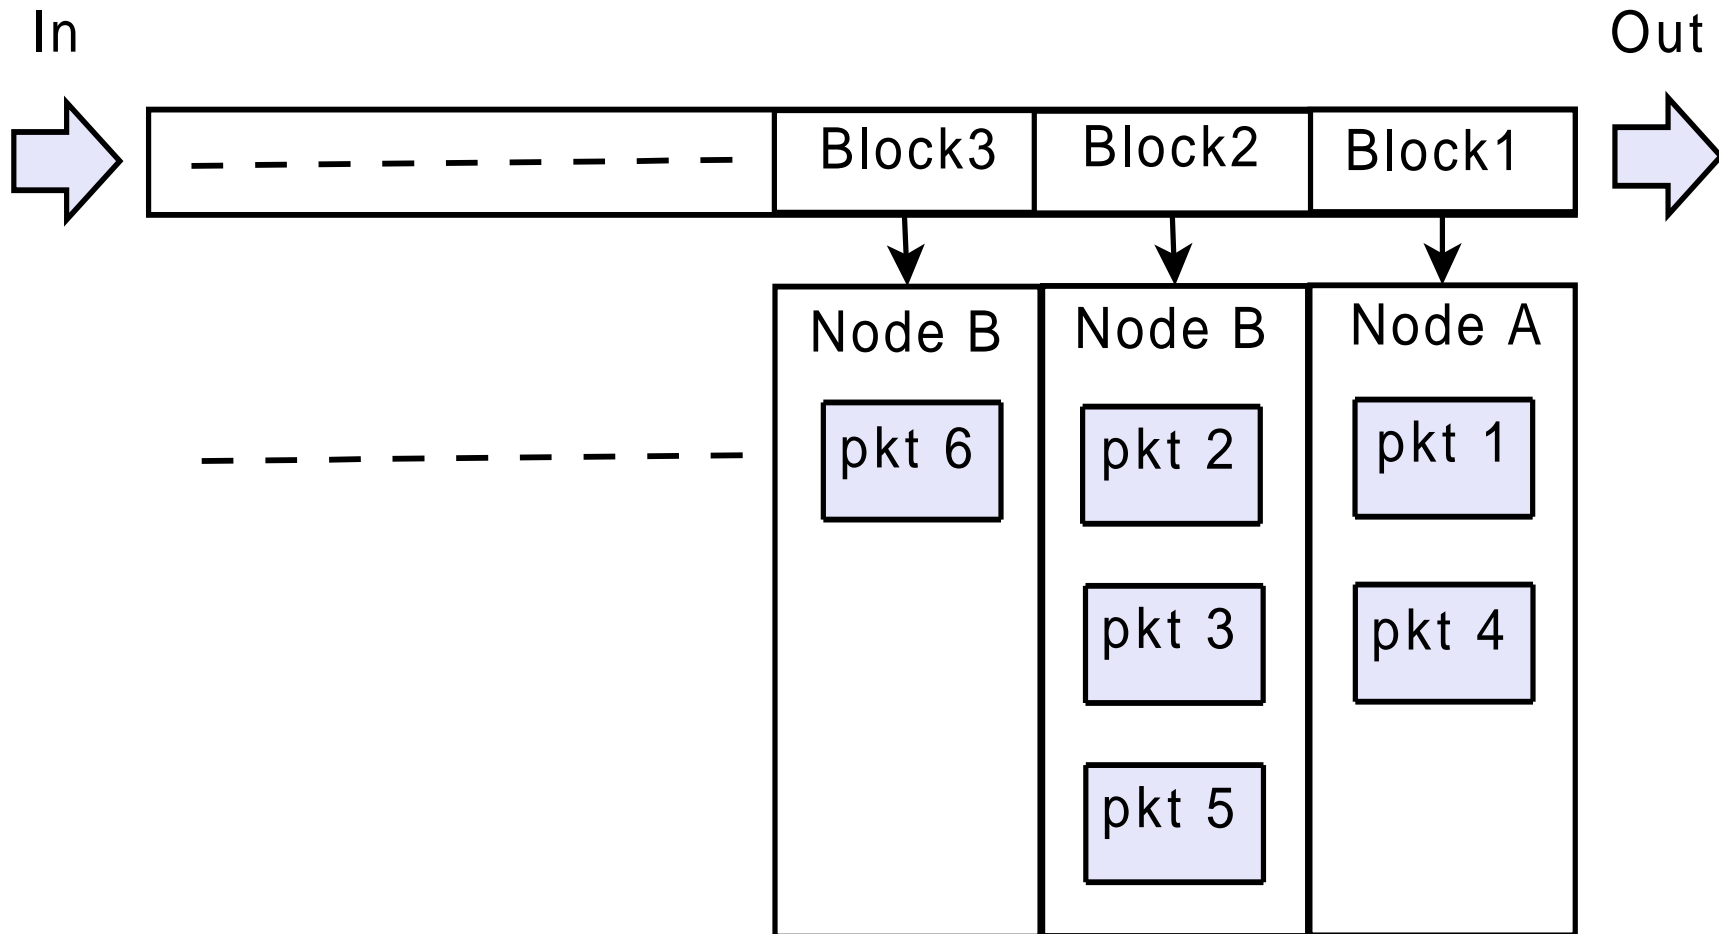 In
Out
Block3
Block2
Block1
Node B
Node B
Node A
pkt 6
pkt 2
pkt 1
pkt 3
pkt 4
pkt 5